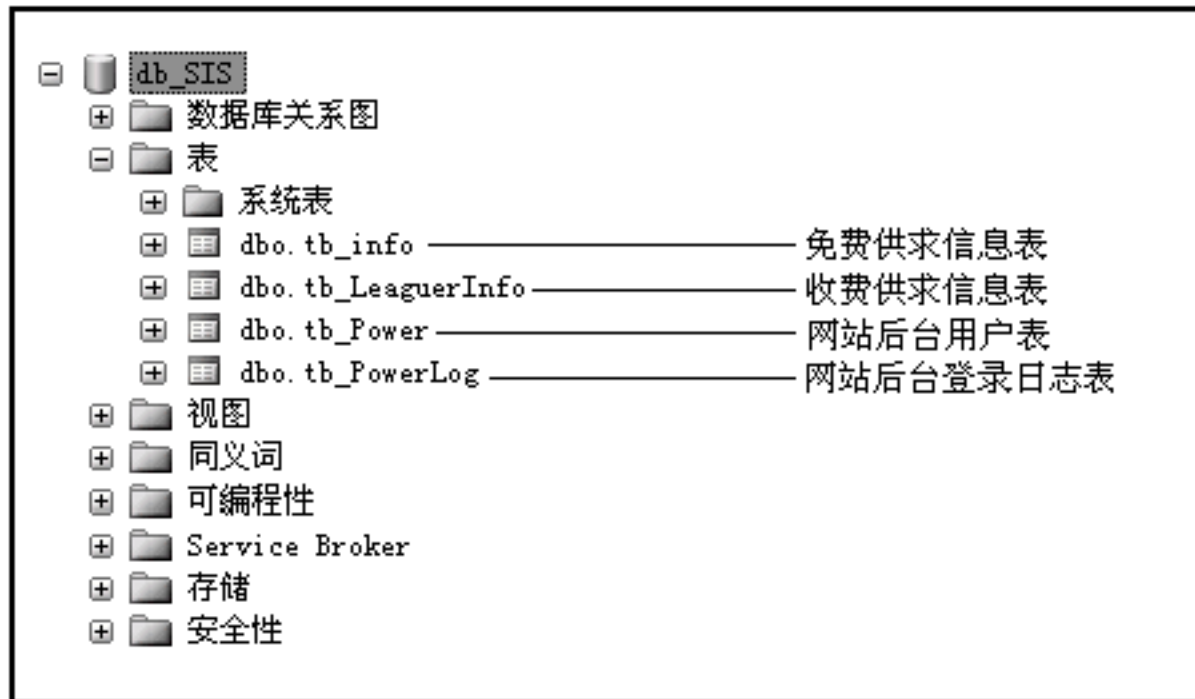 db_SIS
数据库关系图
表
系统表
dbo.tb_info 免费供求信息表
dbo.tb_LeaguerInfo 收费供求信息表
dbo.tb_Power 网站后台用户表
dbo.tb_PowerLog 网站后台登录日志表
视图
同义词
可编程性
Service Broker
存储
安全性